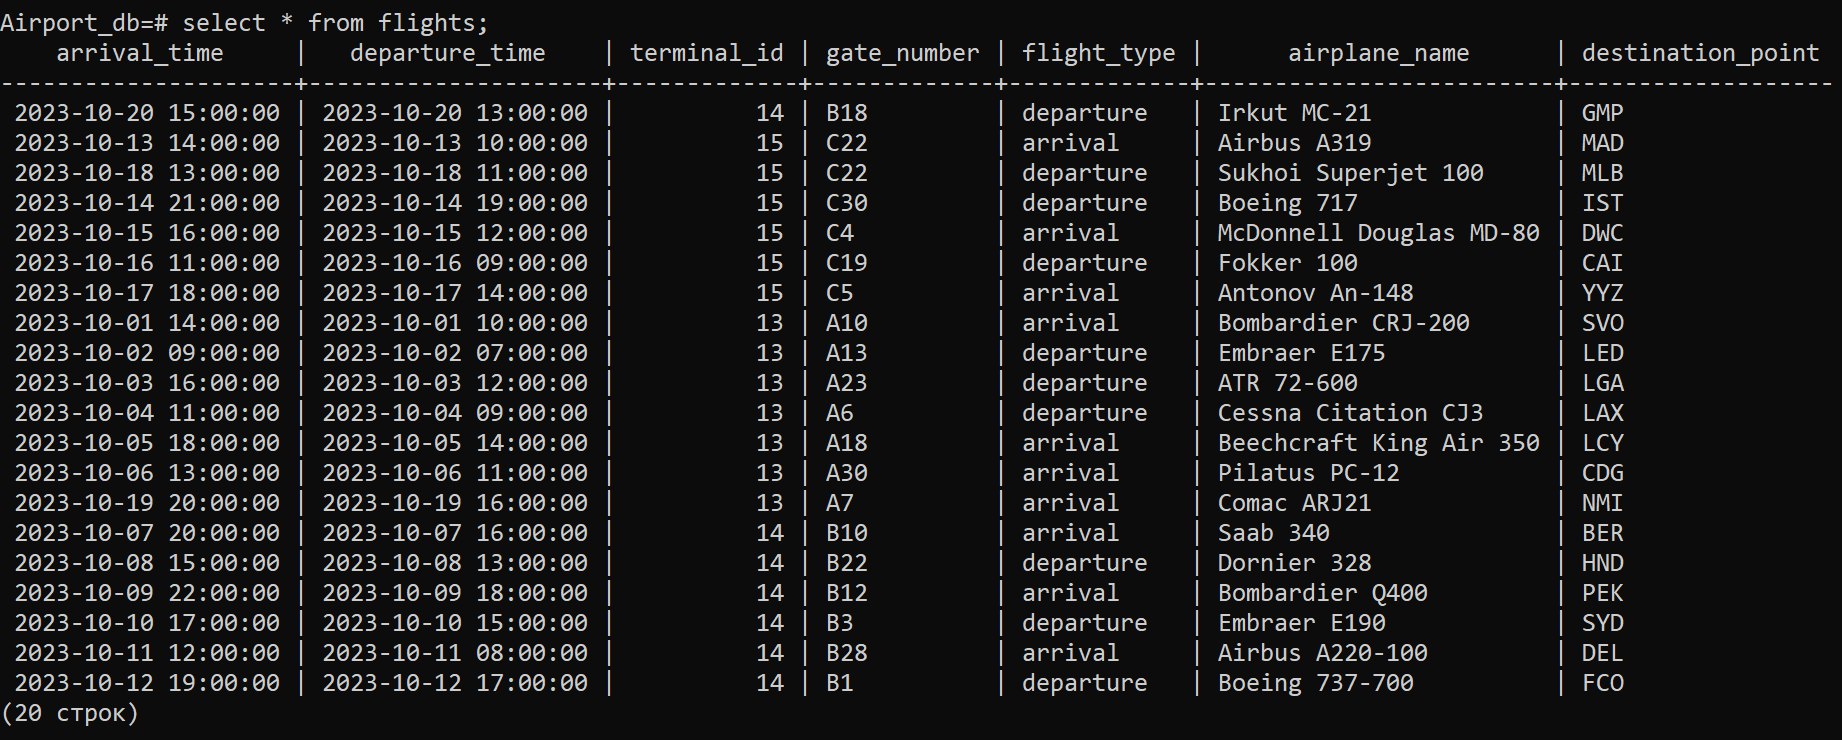 Airport_db=# select * from flights;
    arrival_time     |   departure_time    | terminal_id | gate_number | flight_type |      airplane_name      | destination_point
---------------------+---------------------+-------------+-------------+-------------+-------------------------+-------------------
 2023-10-20 15:00:00 | 2023-10-20 13:00:00 |          14 | B18         | departure   | Irkut MC-21             | GMP
 2023-10-13 14:00:00 | 2023-10-13 10:00:00 |          15 | C22         | arrival     | Airbus A319             | MAD
 2023-10-18 13:00:00 | 2023-10-18 11:00:00 |          15 | C22         | departure   | Sukhoi Superjet 100     | MLB
 2023-10-14 21:00:00 | 2023-10-14 19:00:00 |          15 | C30         | departure   | Boeing 717              | IST
 2023-10-15 16:00:00 | 2023-10-15 12:00:00 |          15 | C4          | arrival     | McDonnell Douglas MD-80 | DWC
 2023-10-16 11:00:00 | 2023-10-16 09:00:00 |          15 | C19         | departure   | Fokker 100              | CAI
 2023-10-17 18:00:00 | 2023-10-17 14:00:00 |          15 | C5          | arrival     | Antonov An-148          | YYZ
 2023-10-01 14:00:00 | 2023-10-01 10:00:00 |          13 | A10         | arrival     | Bombardier CRJ-200      | SVO
 2023-10-02 09:00:00 | 2023-10-02 07:00:00 |          13 | A13         | departure   | Embraer E175            | LED
 2023-10-03 16:00:00 | 2023-10-03 12:00:00 |          13 | A23         | departure   | ATR 72-600              | LGA
 2023-10-04 11:00:00 | 2023-10-04 09:00:00 |          13 | A6          | departure   | Cessna Citation CJ3     | LAX
 2023-10-05 18:00:00 | 2023-10-05 14:00:00 |          13 | A18         | arrival     | Beechcraft King Air 350 | LCY
 2023-10-06 13:00:00 | 2023-10-06 11:00:00 |          13 | A30         | arrival     | Pilatus PC-12           | CDG
 2023-10-19 20:00:00 | 2023-10-19 16:00:00 |          13 | A7          | arrival     | Comac ARJ21             | NMI
 2023-10-07 20:00:00 | 2023-10-07 16:00:00 |          14 | B10         | arrival     | Saab 340                | BER
 2023-10-08 15:00:00 | 2023-10-08 13:00:00 |          14 | B22         | departure   | Dornier 328             | HND
 2023-10-09 22:00:00 | 2023-10-09 18:00:00 |          14 | B12         | arrival     | Bombardier Q400         | PEK
 2023-10-10 17:00:00 | 2023-10-10 15:00:00 |          14 | B3          | departure   | Embraer E190            | SYD
 2023-10-11 12:00:00 | 2023-10-11 08:00:00 |          14 | B28         | arrival     | Airbus A220-100         | DEL
 2023-10-12 19:00:00 | 2023-10-12 17:00:00 |          14 | B1          | departure   | Boeing 737-700          | FCO
(20 строк)